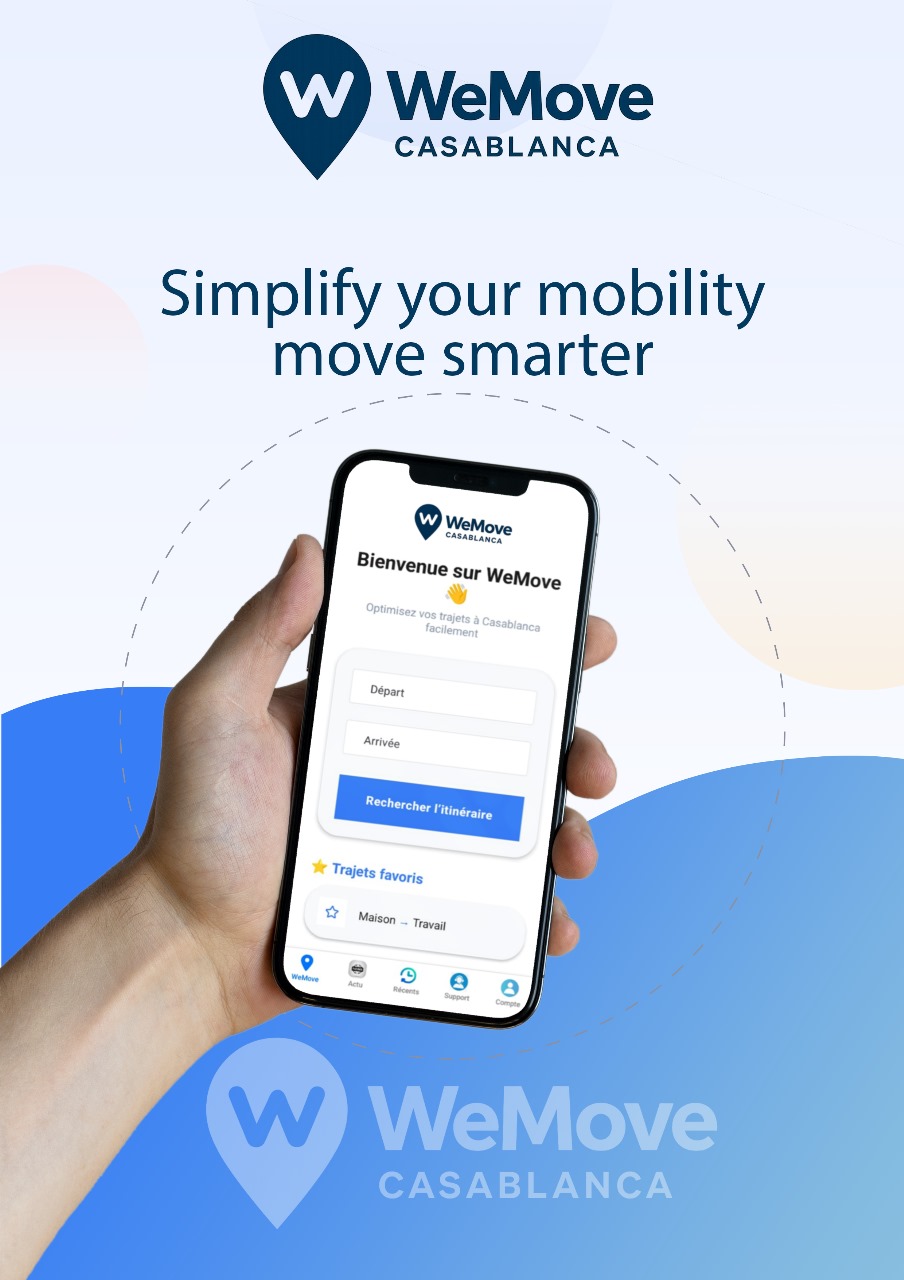 W WeMove
CASABLANCA
Simplify your mobility
move smarter
W WeMove
CASABLANCA
Bienvenue sur WeMove
👋
Optimisez vos trajets à Casablanca
facilement
Départ
Arrivée
Rechercher l'itinéraire
⭐ Trajets favoris
Maison → Travail
WeMove Actu Récents Support Compte
W WeMove
CASABLANCA